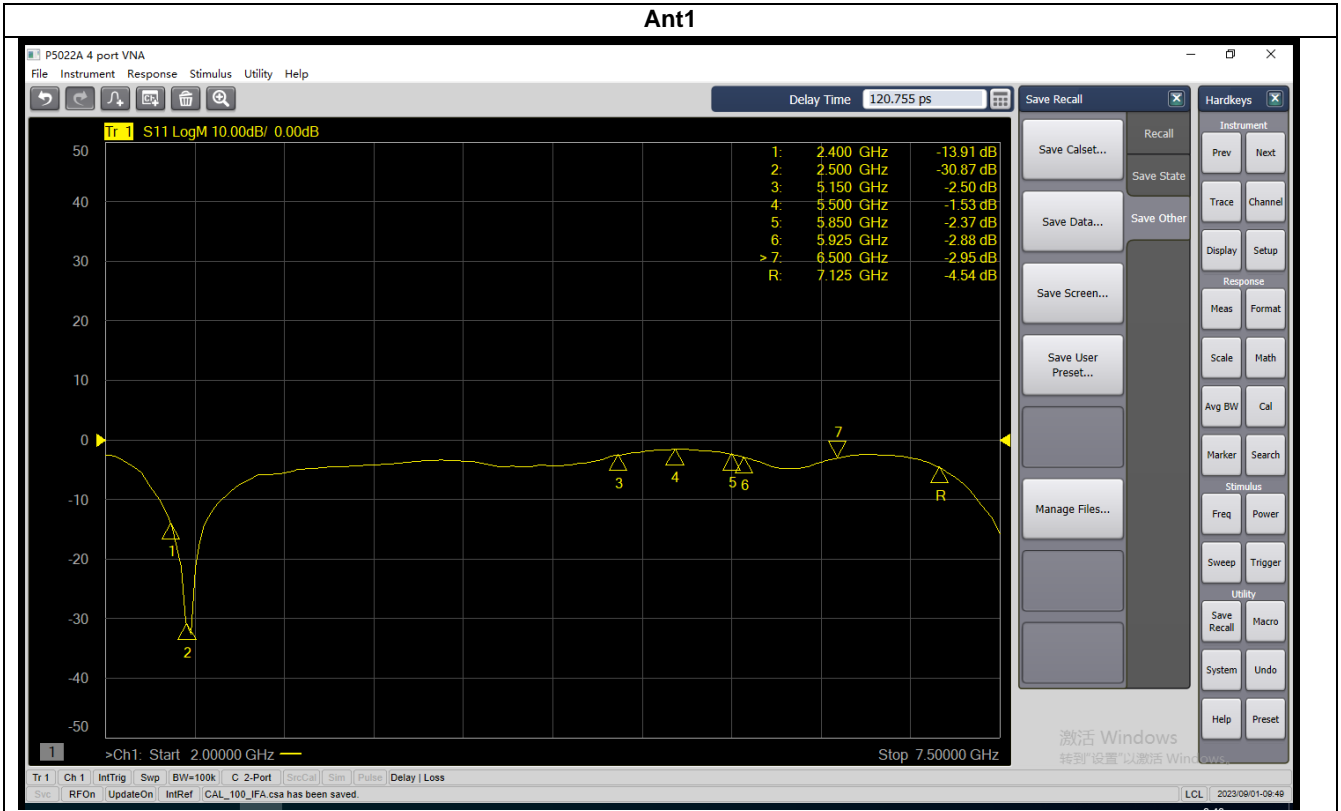 Ant1
P5022A 4 port VNA
File Instrument Response Stimulus Utility Help
Delay Time 120.755 ps
Save Recall
Hardkeys
Tr 1 S11 LogM 10.00dB/ 0.00dB
1: 2.400 GHz -13.91 dB
2: 2.500 GHz -30.87 dB
3: 5.150 GHz -2.50 dB
4: 5.500 GHz -1.53 dB
5: 5.850 GHz -2.37 dB
6: 5.925 GHz -2.88 dB
> 7: 6.500 GHz -2.95 dB
R: 7.125 GHz -4.54 dB
50
40
30
20
10
0
-10
-20
-30
-40
-50
1
2
3
4
5
6
7
R
1
>Ch1: Start 2.00000 GHz
Stop 7.50000 GHz
Save Calset...
Save Data...
Save Screen...
Save User
Preset...
Manage Files...
Recall
Save State
Save Other
Instrument
Prev Next
Trace Channel
Display Setup
Response
Meas Format
Scale Math
Avg BW Cal
Marker Search
Stimulus
Freq Power
Sweep Trigger
Utility
Save
Recall
Macro
System Undo
Help Preset
激活 Windows
转到"设置"以激活 Windows。
Tr 1 Ch 1 IntTrig Swp BW=100k C 2-Port SrcCal Sim Pulse Delay | Loss
Svc RFOn UpdateOn IntRef CAL_100_IFA.csa has been saved.
LCL 2023/09/01-09:49